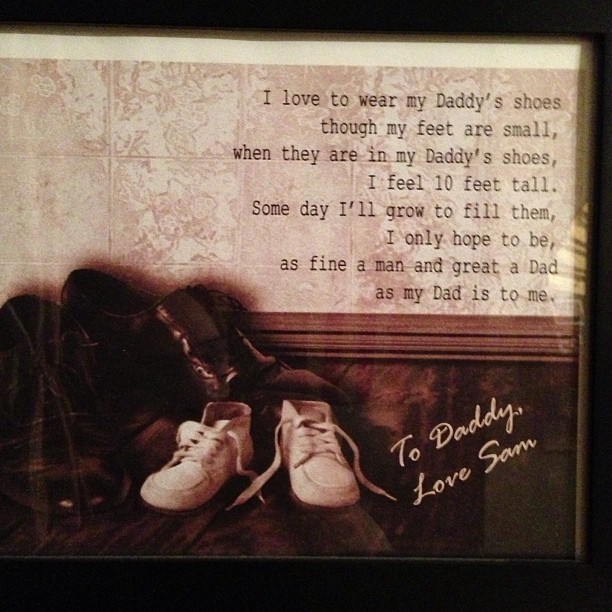 I love to wear my Daddy's shoes
though my feet are small,
when they are in my Daddy's shoes,
I feel 10 feet tall.
Some day I'll grow to fill them,
I only hope to be,
as fine a man and great a Dad
as my Dad is to me.
To Daddy,
Love Sam